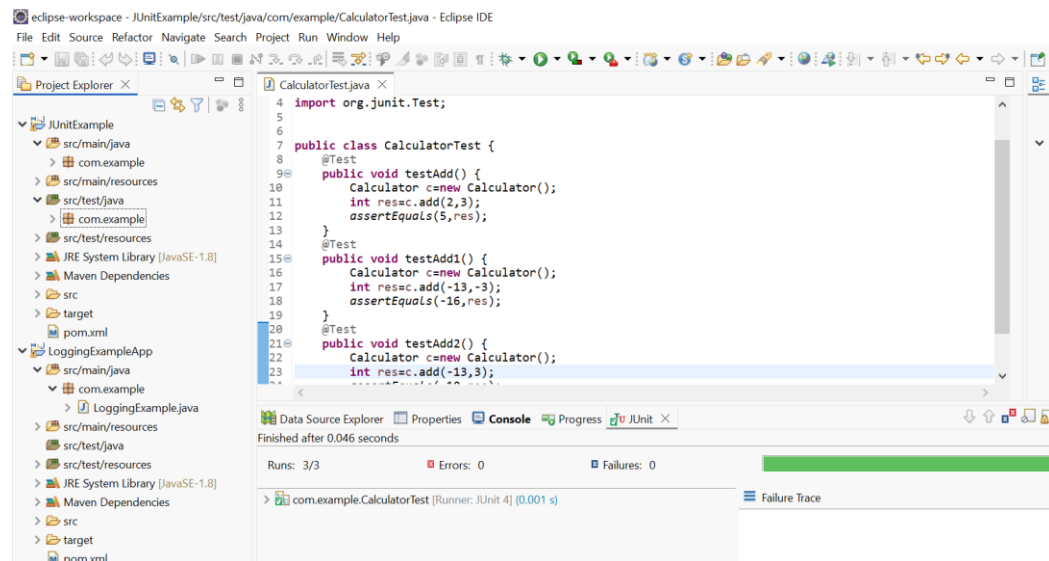 eclipse-workspace - JUnitExample/src/test/java/com/example/CalculatorTest.java - Eclipse IDE
File Edit Source Refactor Navigate Search Project Run Window Help
Project Explorer
JUnitExample
src/main/java
com.example
src/main/resources
src/test/java
com.example
src/test/resources
JRE System Library [JavaSE-1.8]
Maven Dependencies
src
target
pom.xml
LoggingExampleApp
src/main/java
com.example
LoggingExample.java
src/main/resources
src/test/java
src/test/resources
JRE System Library [JavaSE-1.8]
Maven Dependencies
src
target
pom.xml
CalculatorTest.java
4 import org.junit.Test;
5
6
7 public class CalculatorTest {
8 @Test
9 public void testAdd() {
10 Calculator c=new Calculator();
11 int res=c.add(2,3);
12 assertEquals(5,res);
13 }
14 @Test
15 public void testAdd1() {
16 Calculator c=new Calculator();
17 int res=c.add(-13,-3);
18 assertEquals(-16,res);
19 }
20 @Test
21 public void testAdd2() {
22 Calculator c=new Calculator();
23 int res=c.add(-13,3);
Data Source Explorer Properties Console Progress JUnit
Finished after 0.046 seconds
Runs: 3/3 Errors: 0 Failures: 0
com.example.CalculatorTest [Runner: JUnit 4] (0.001 s)
Failure Trace